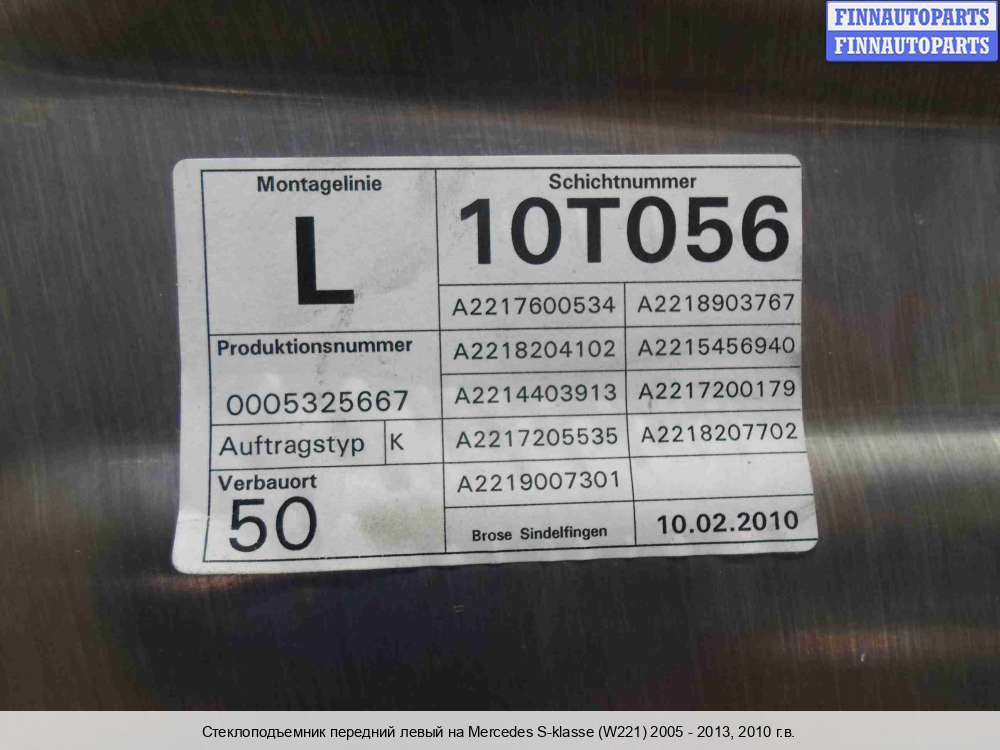 FINNAUTOPARTS
FINNAUTOPARTS
Montagelinie
L
Schichtnummer
10T056
A2217600534 A2218903767
A2218204102 A2215456940
A2214403913 A2217200179
A2217205535 A2218207702
A2219007301
Produktionsnummer
0005325667
Auftragstyp K
Verbauort
50
Brose Sindelfingen
10.02.2010
Стеклоподъемник передний левый на Mercedes S-klasse (W221) 2005 - 2013, 2010 г.в.